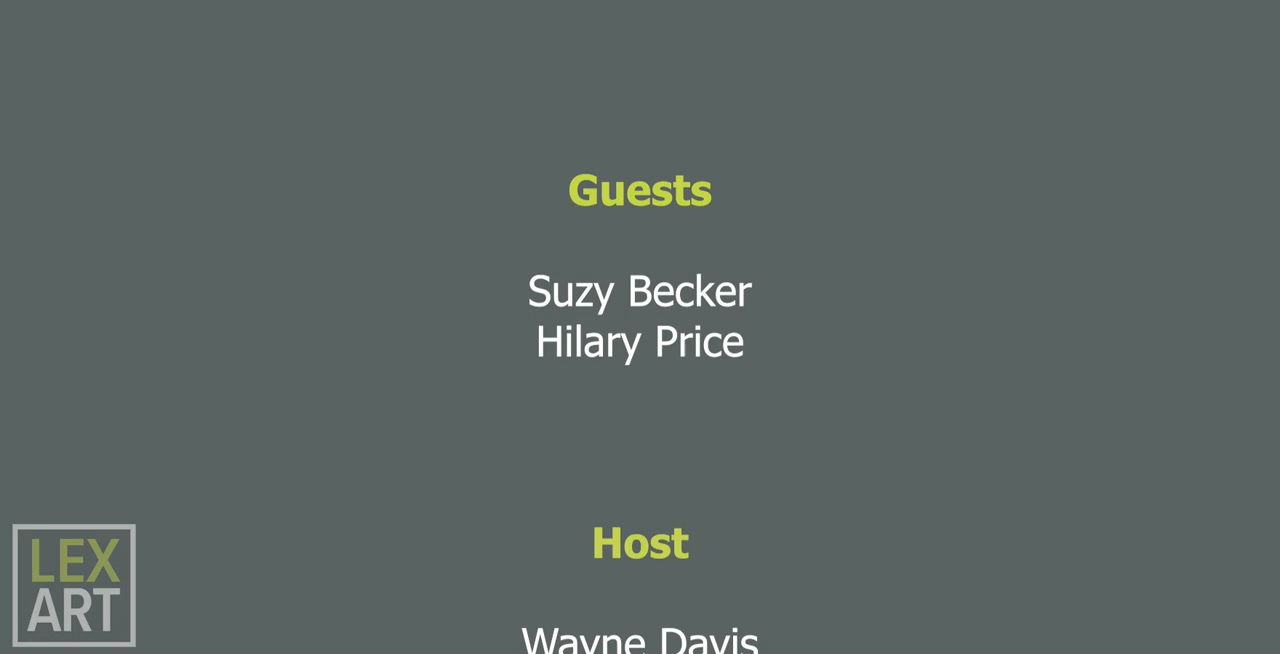 Guests
Suzy Becker
Hilary Price
Host
Wayne Davis
LEX
ART